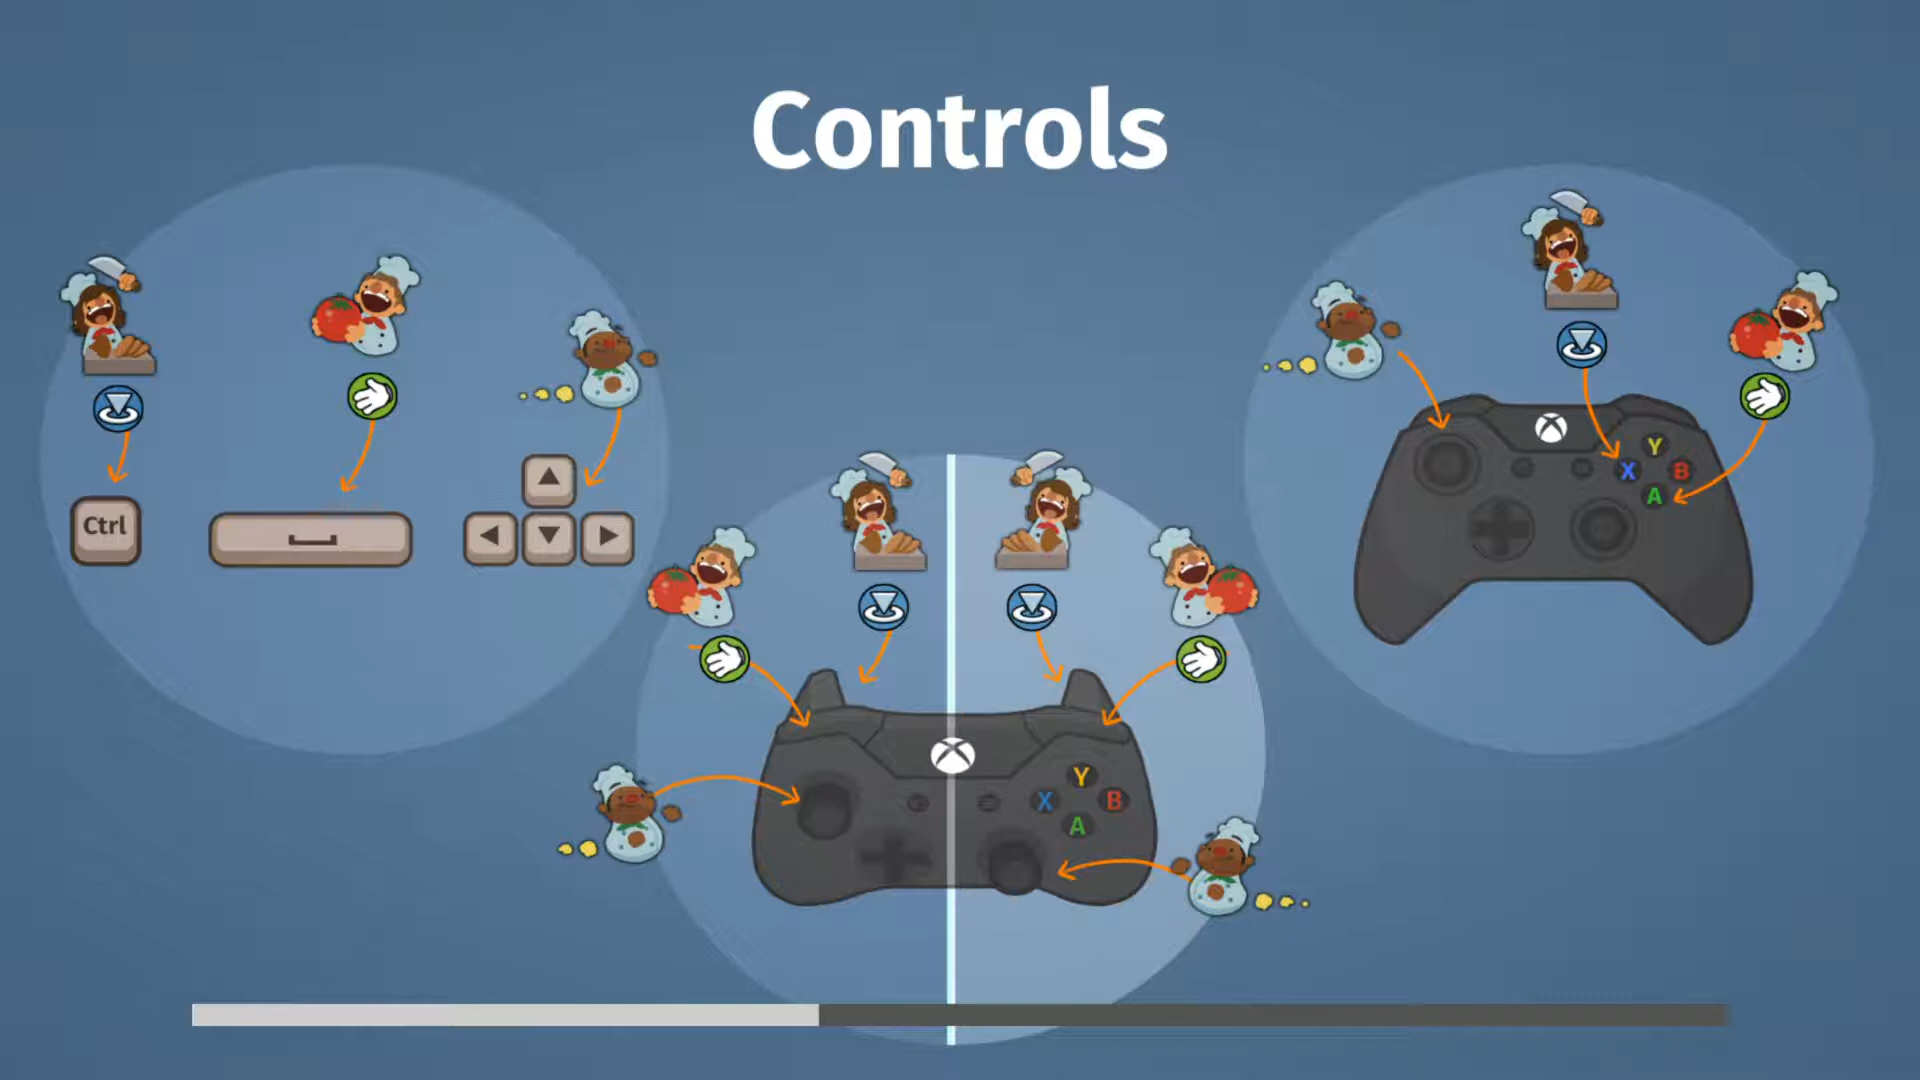 Controls
Ctrl
Y
X B
A
Y
X B
A